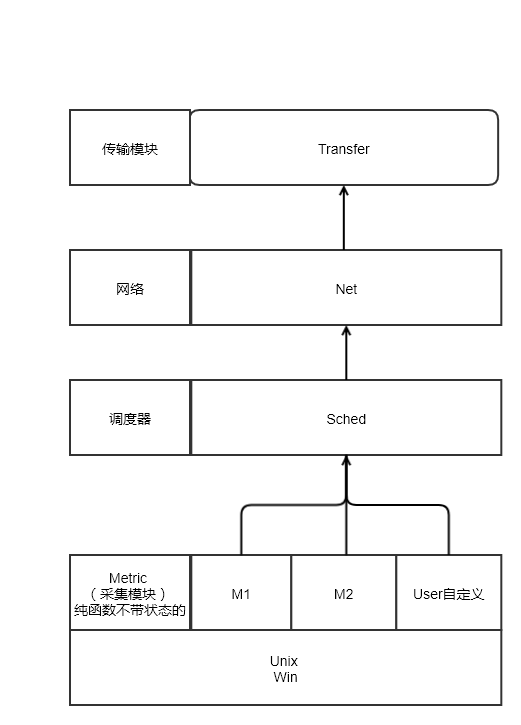 传输模块
Transfer
网络
Net
调度器
Sched
Metric
（采集模块）
纯函数不带状态的
M1
M2
User自定义
Unix
Win